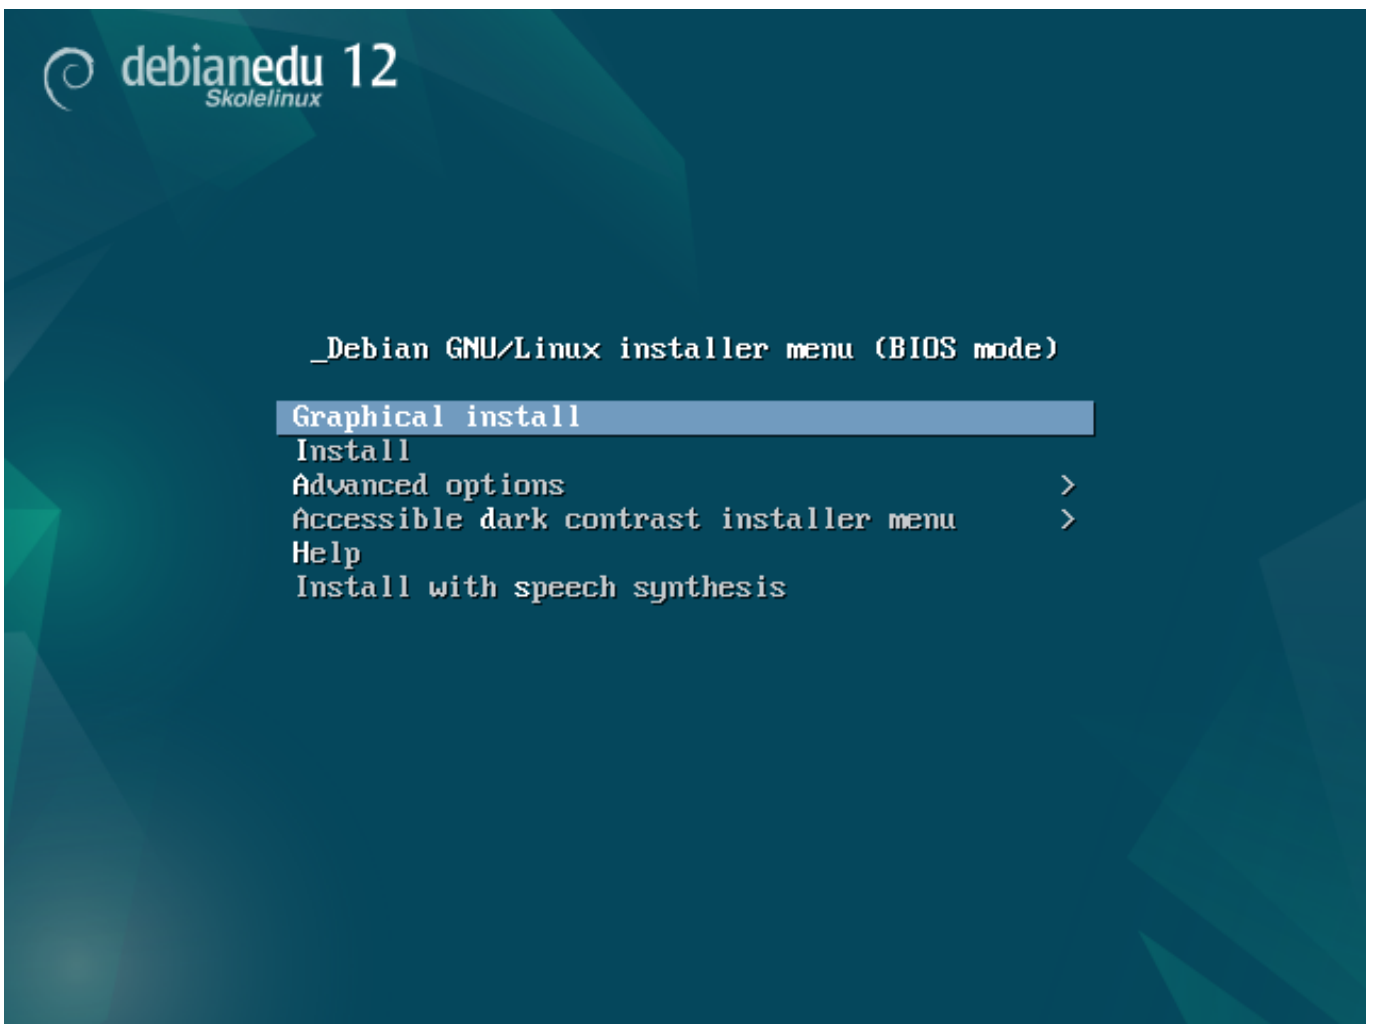 debianedu 12
Skolelinux
_Debian GNU/Linux installer menu (BIOS mode)
Graphical install
Install
Advanced options >
Accessible dark contrast installer menu >
Help
Install with speech synthesis